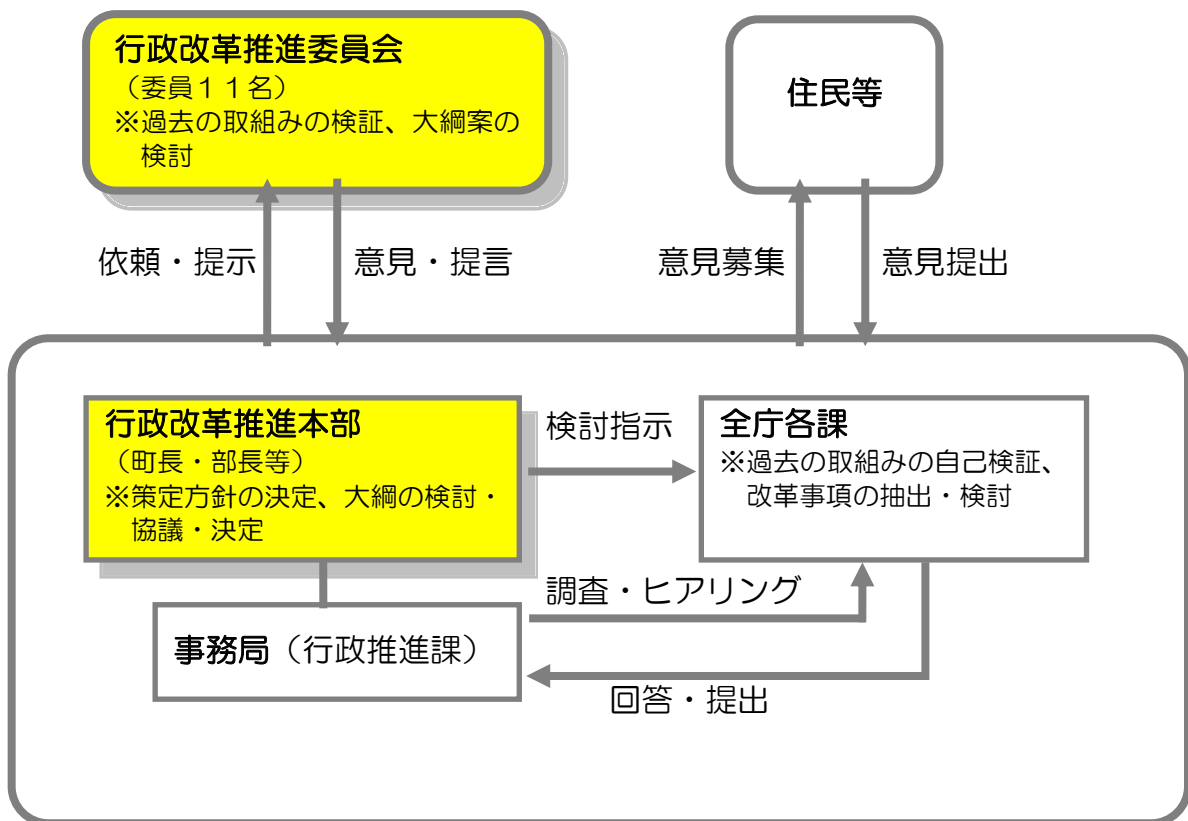 行政改革推進委員会
（委員１１名）
※過去の取組みの検証、大綱案の
検討
住民等
依頼・提示
意見・提言
意見募集
意見提出
行政改革推進本部
（町長・部長等）
※策定方針の決定、大綱の検討・
協議・決定
検討指示
全庁各課
※過去の取組みの自己検証、
改革事項の抽出・検討
調査・ヒアリング
事務局（行政推進課）
回答・提出